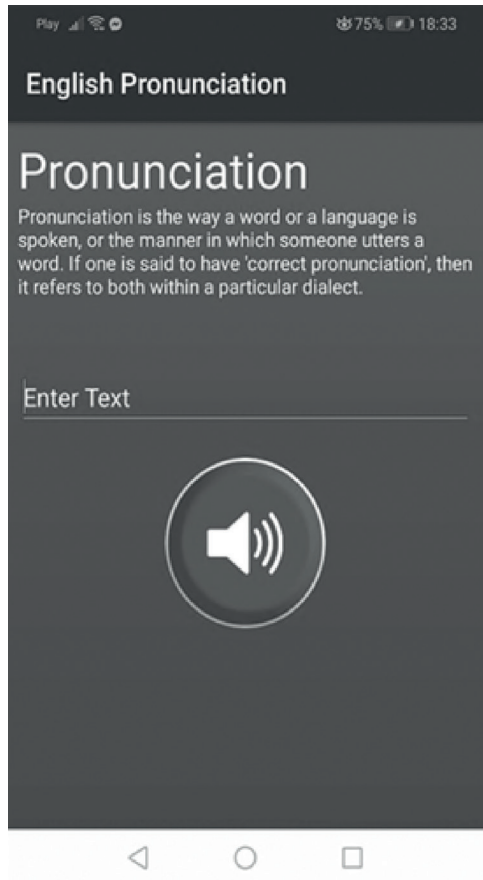 Play 75% 18:33
English Pronunciation
Pronunciation
Pronunciation is the way a word or a language is
spoken, or the manner in which someone utters a
word. If one is said to have 'correct pronunciation', then
it refers to both within a particular dialect.
Enter Text